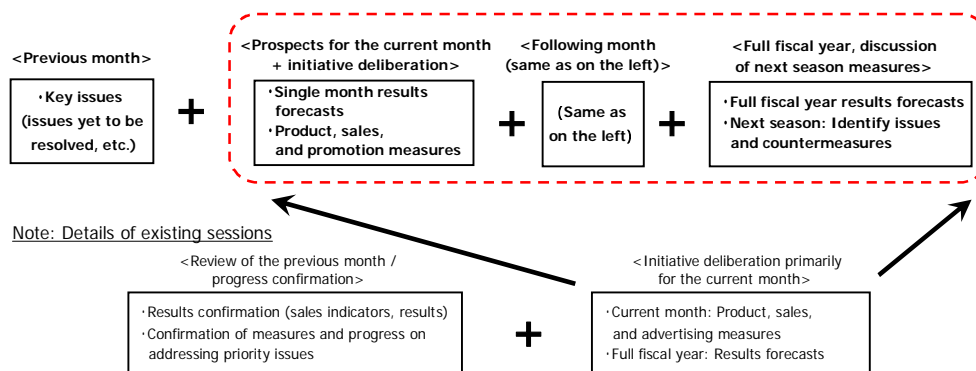 <Previous month>
・Key issues
(issues yet to be
resolved, etc.)
+
<Prospects for the current month
+ initiative deliberation>
・Single month results
forecasts
・Product, sales,
and promotion measures
+
<Following month
(same as on the left)>
(Same as
on the left)
+
<Full fiscal year, discussion
of next season measures>
・Full fiscal year results forecasts
・Next season: Identify issues
and countermeasures
Note: Details of existing sessions
<Review of the previous month /
progress confirmation>
・Results confirmation (sales indicators, results)
・Confirmation of measures and progress on
addressing priority issues
+
<Initiative deliberation primarily
for the current month>
・Current month: Product, sales,
and advertising measures
・Full fiscal year: Results forecasts